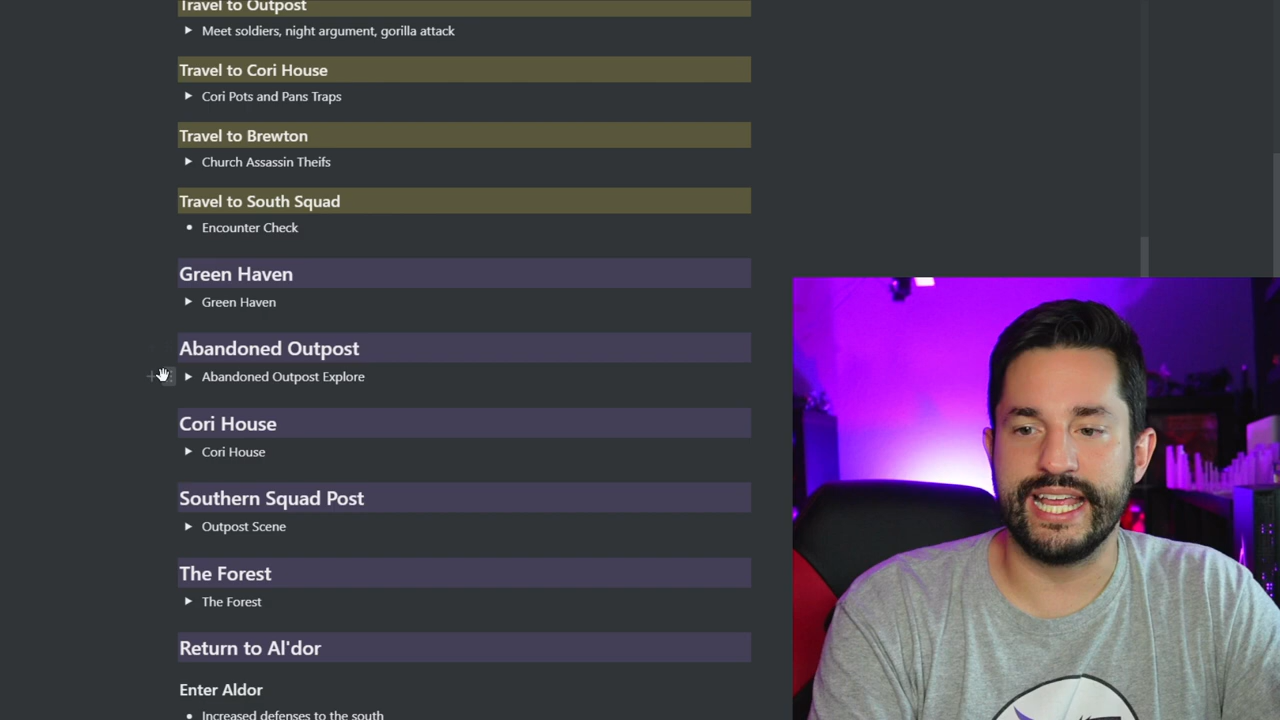 Travel to Outpost
Meet soldiers, night argument, gorilla attack
Travel to Cori House
Cori Pots and Pans Traps
Travel to Brewton
Church Assassin Theifs
Travel to South Squad
Encounter Check
Green Haven
Green Haven
Abandoned Outpost
Abandoned Outpost Explore
Cori House
Cori House
Southern Squad Post
Outpost Scene
The Forest
The Forest
Return to Al'dor
Enter Aldor
Increased defenses to the south